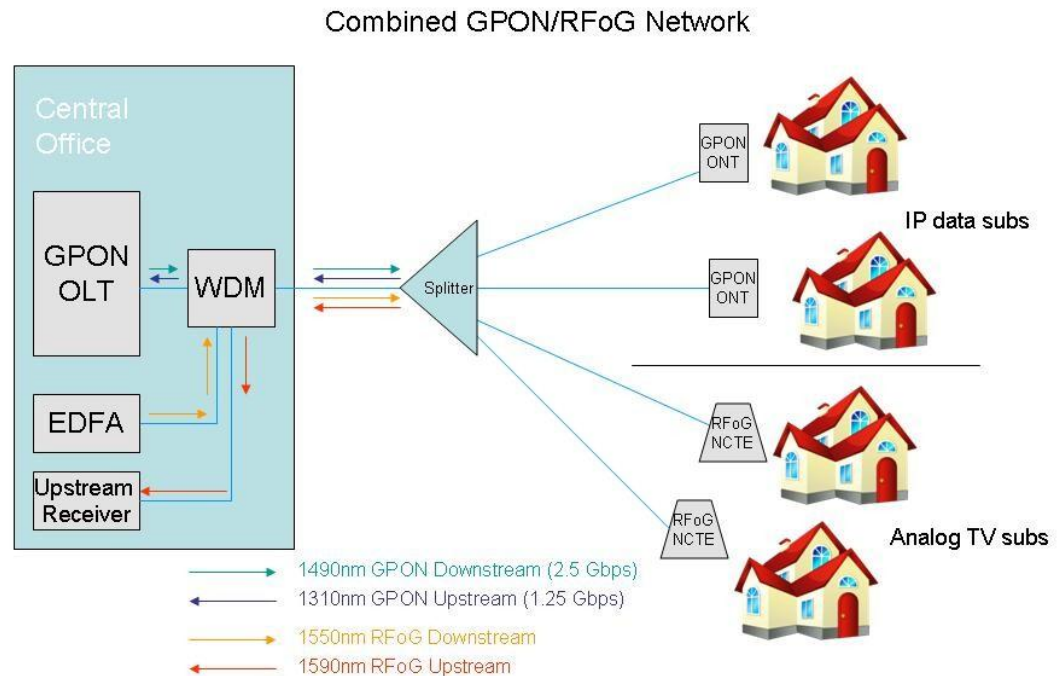 Combined GPON/RFoG Network
Central
Office
GPON
OLT
WDM
EDFA
Upstream
Receiver
Splitter
GPON
ONT
GPON
ONT
IP data subs
RFoG
NCTE
RFoG
NCTE
Analog TV subs
1490nm GPON Downstream (2.5 Gbps)
1310nm GPON Upstream (1.25 Gbps)
1550nm RFoG Downstream
1590nm RFoG Upstream